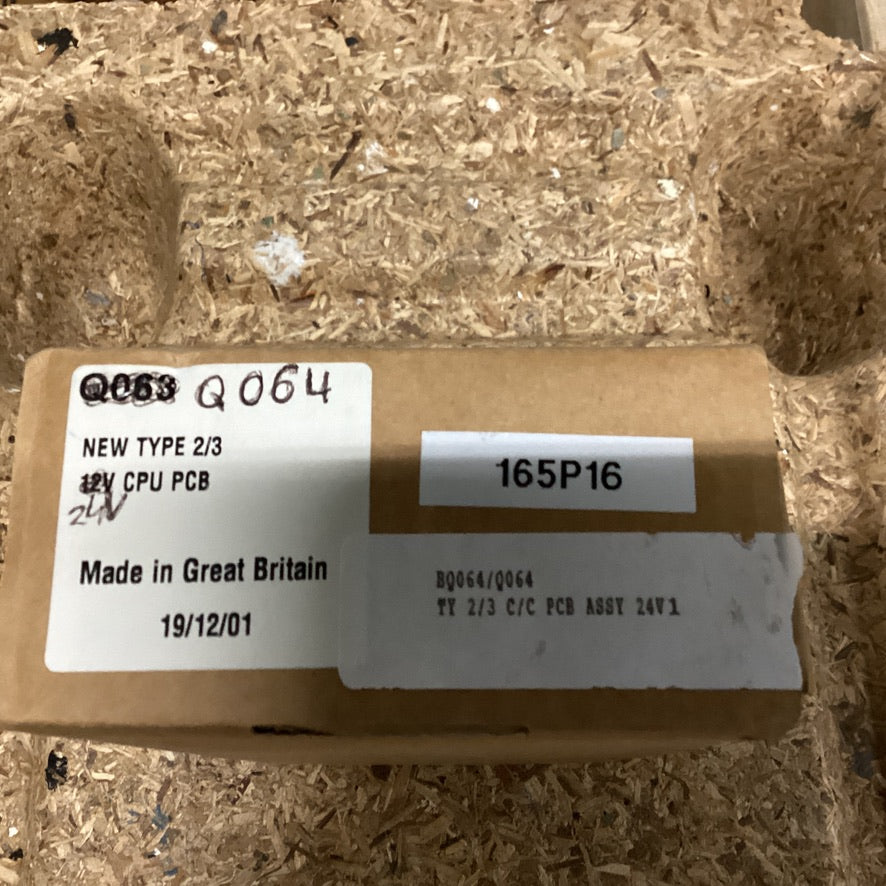 Q063 Q064
NEW TYPE 2/3
12V CPU PCB
24V
Made in Great Britain
19/12/01
165P16
BQ064/Q064
TY 2/3 C/C PCB ASSY 24V1